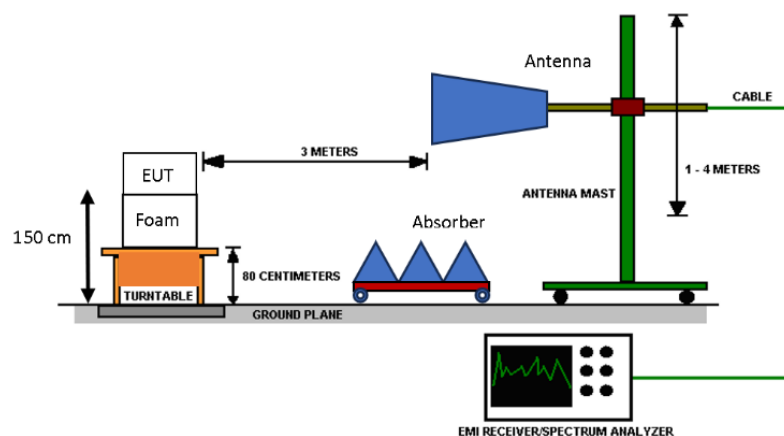 Antenna
CABLE
3 METERS
EUT
1 - 4 METERS
ANTENNA MAST
Foam
Absorber
150 cm
80 CENTIMETERS
TURNTABLE
GROUND PLANE
EMI RECEIVER/SPECTRUM ANALYZER